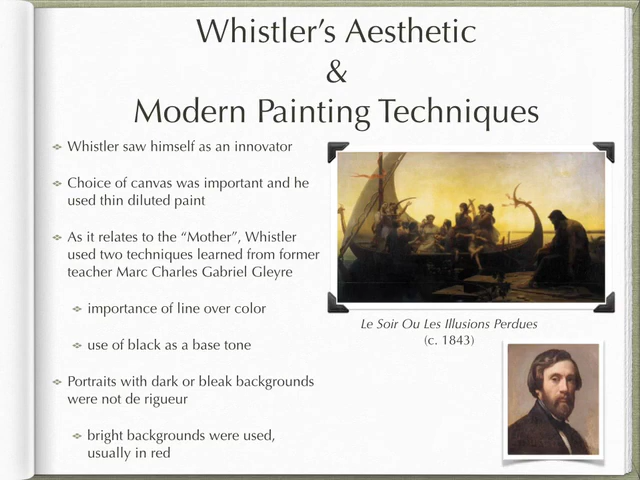 Whistler’s Aesthetic
&
Modern Painting Techniques
Whistler saw himself as an innovator
Choice of canvas was important and he
used thin diluted paint
As it relates to the “Mother”, Whistler
used two techniques learned from former
teacher Marc Charles Gabriel Gleyre
importance of line over color
use of black as a base tone
Portraits with dark or bleak backgrounds
were not de rigueur
bright backgrounds were used,
usually in red
Le Soir Ou Les Illusions Perdues
(c. 1843)